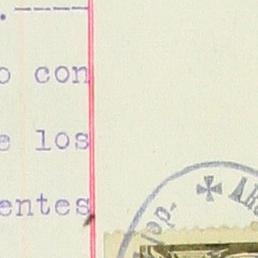 .-----
o con
e los
entes